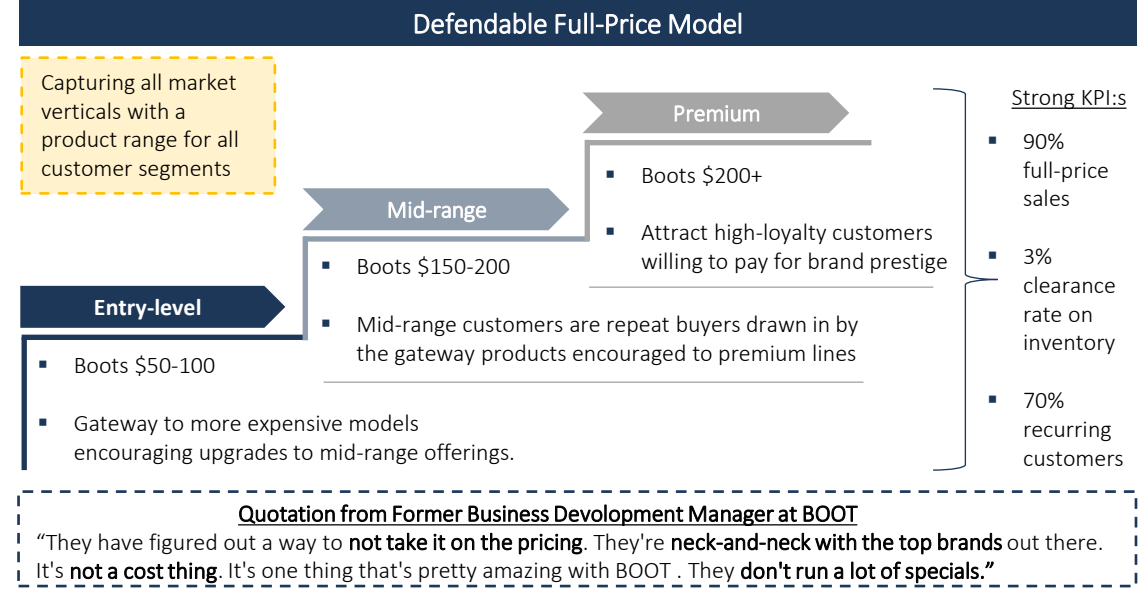 Defendable Full-Price Model
Capturing all market
verticals with a
product range for all
customer segments
Entry-level
Boots $50-100
Gateway to more expensive models
encouraging upgrades to mid-range offerings.
Mid-range
Boots $150-200
Mid-range customers are repeat buyers drawn in by
the gateway products encouraged to premium lines
Premium
Boots $200+
Attract high-loyalty customers
willing to pay for brand prestige
Strong KPI:s
90%
full-price
sales
3%
clearance
rate on
inventory
70%
recurring
customers
Quotation from Former Business Devolopment Manager at BOOT
“They have figured out a way to not take it on the pricing. They're neck-and-neck with the top brands out there.
It's not a cost thing. It's one thing that's pretty amazing with BOOT . They don't run a lot of specials.”